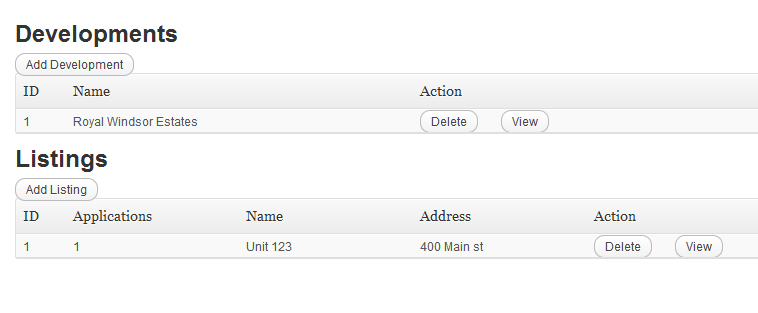 Developments
Add Development
ID Name Action
1 Royal Windsor Estates Delete View
Listings
Add Listing
ID Applications Name Address Action
1 1 Unit 123 400 Main st Delete View